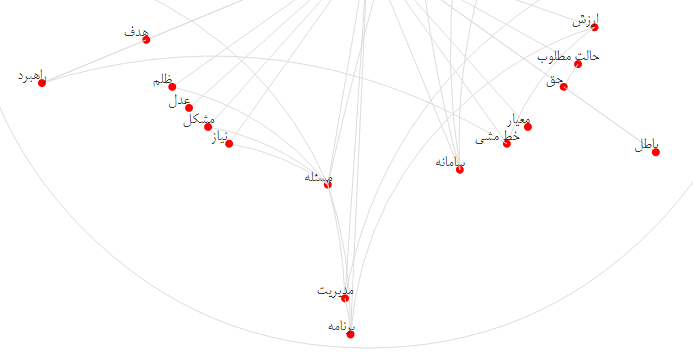 ارزش
هدف
حالت مطلوب
راهبرد
ظلم
حق
عدل
مشکل
معیار
نیاز
خط مشی
باطل
سامانه
مسئله
مدیریت
برنامه